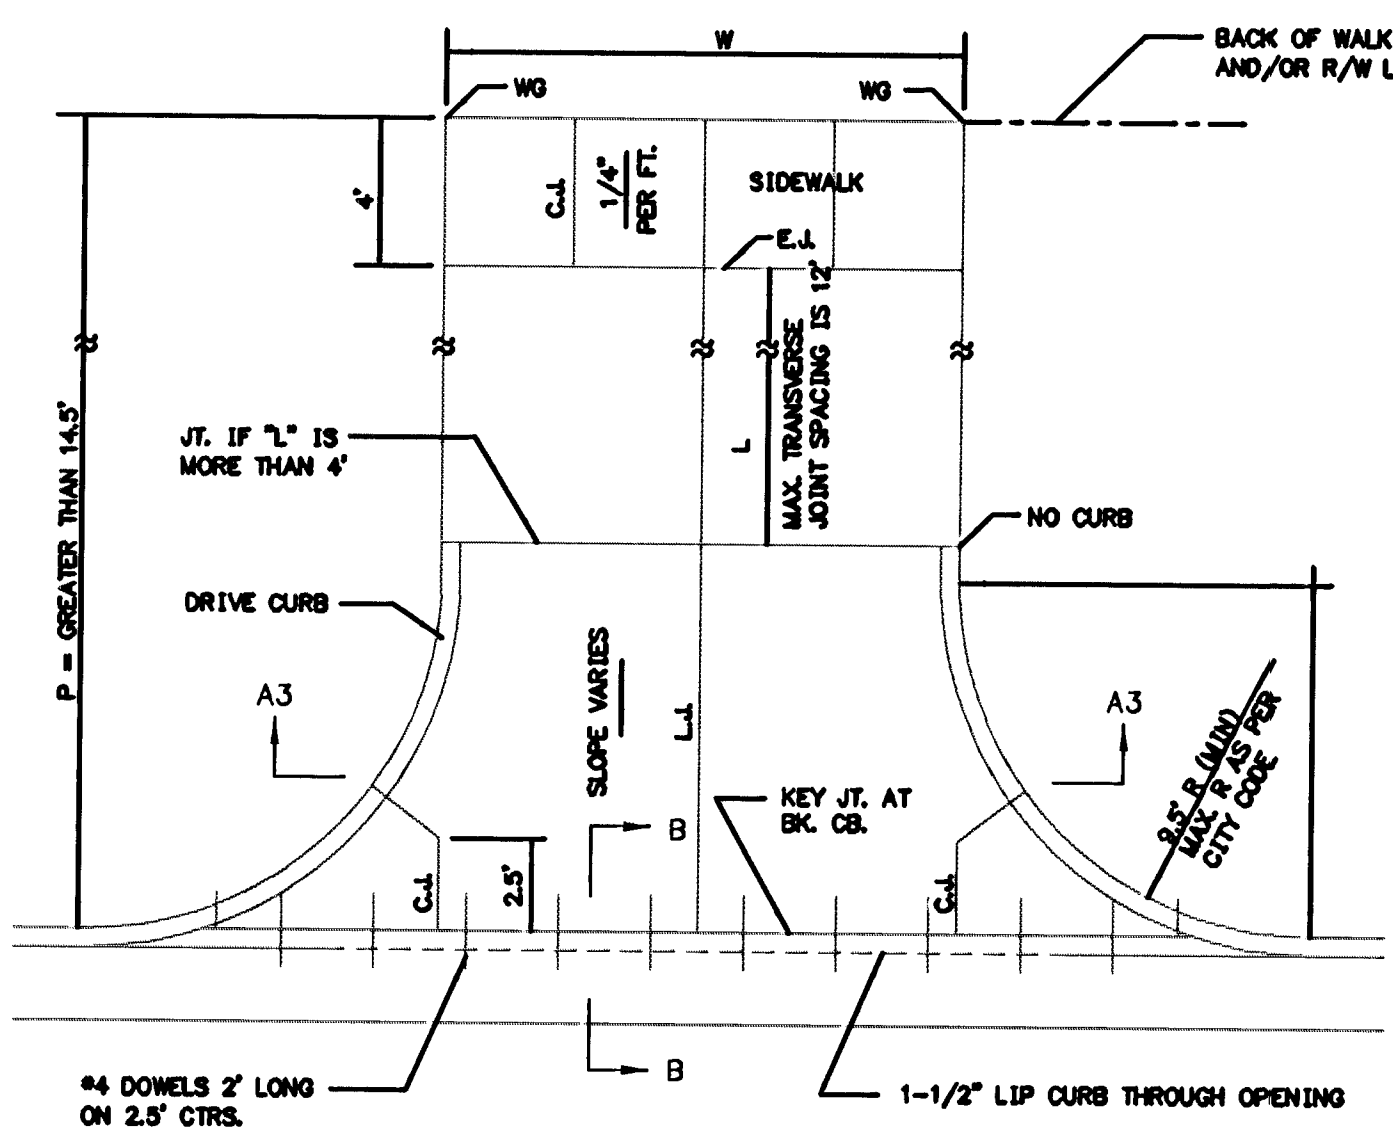 W
BACK OF WALK
AND/OR R/W L
WG
WG
4'
C.J.
1/4"
PER FT.
SIDEWALK
E.J.
P = GREATER THAN 14.5'
JT. IF "L" IS
MORE THAN 4'
L
MAX. TRANSVERSE
JOINT SPACING IS 12'
NO CURB
DRIVE CURB
SLOPE VARIES
L.J.
A3
A3
9.5' R (MIN)
MAX. R AS PER
CITY CODE
KEY JT. AT
BK. CB.
B
C.J.
2.5'
C.J.
B
#4 DOWELS 2' LONG
ON 2.5' CTRS.
1-1/2" LIP CURB THROUGH OPENING